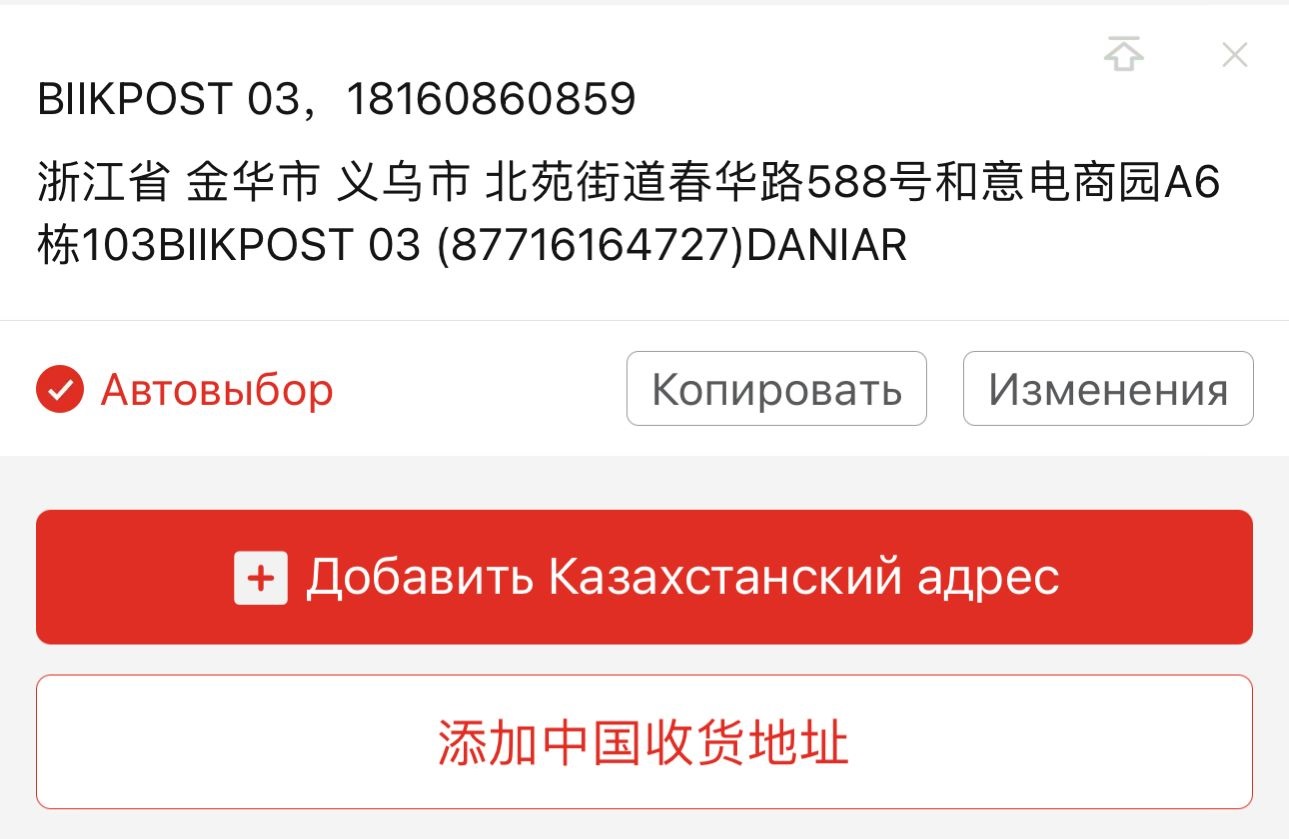 BIIKPOST 03，18160860859
浙江省 金华市 义乌市 北苑街道春华路588号和意电商园A6
栋103BIIKPOST 03 (87716164727)DANIAR
Автовыбор
Копировать
Изменения
Добавить Казахстанский адрес
添加中国收货地址